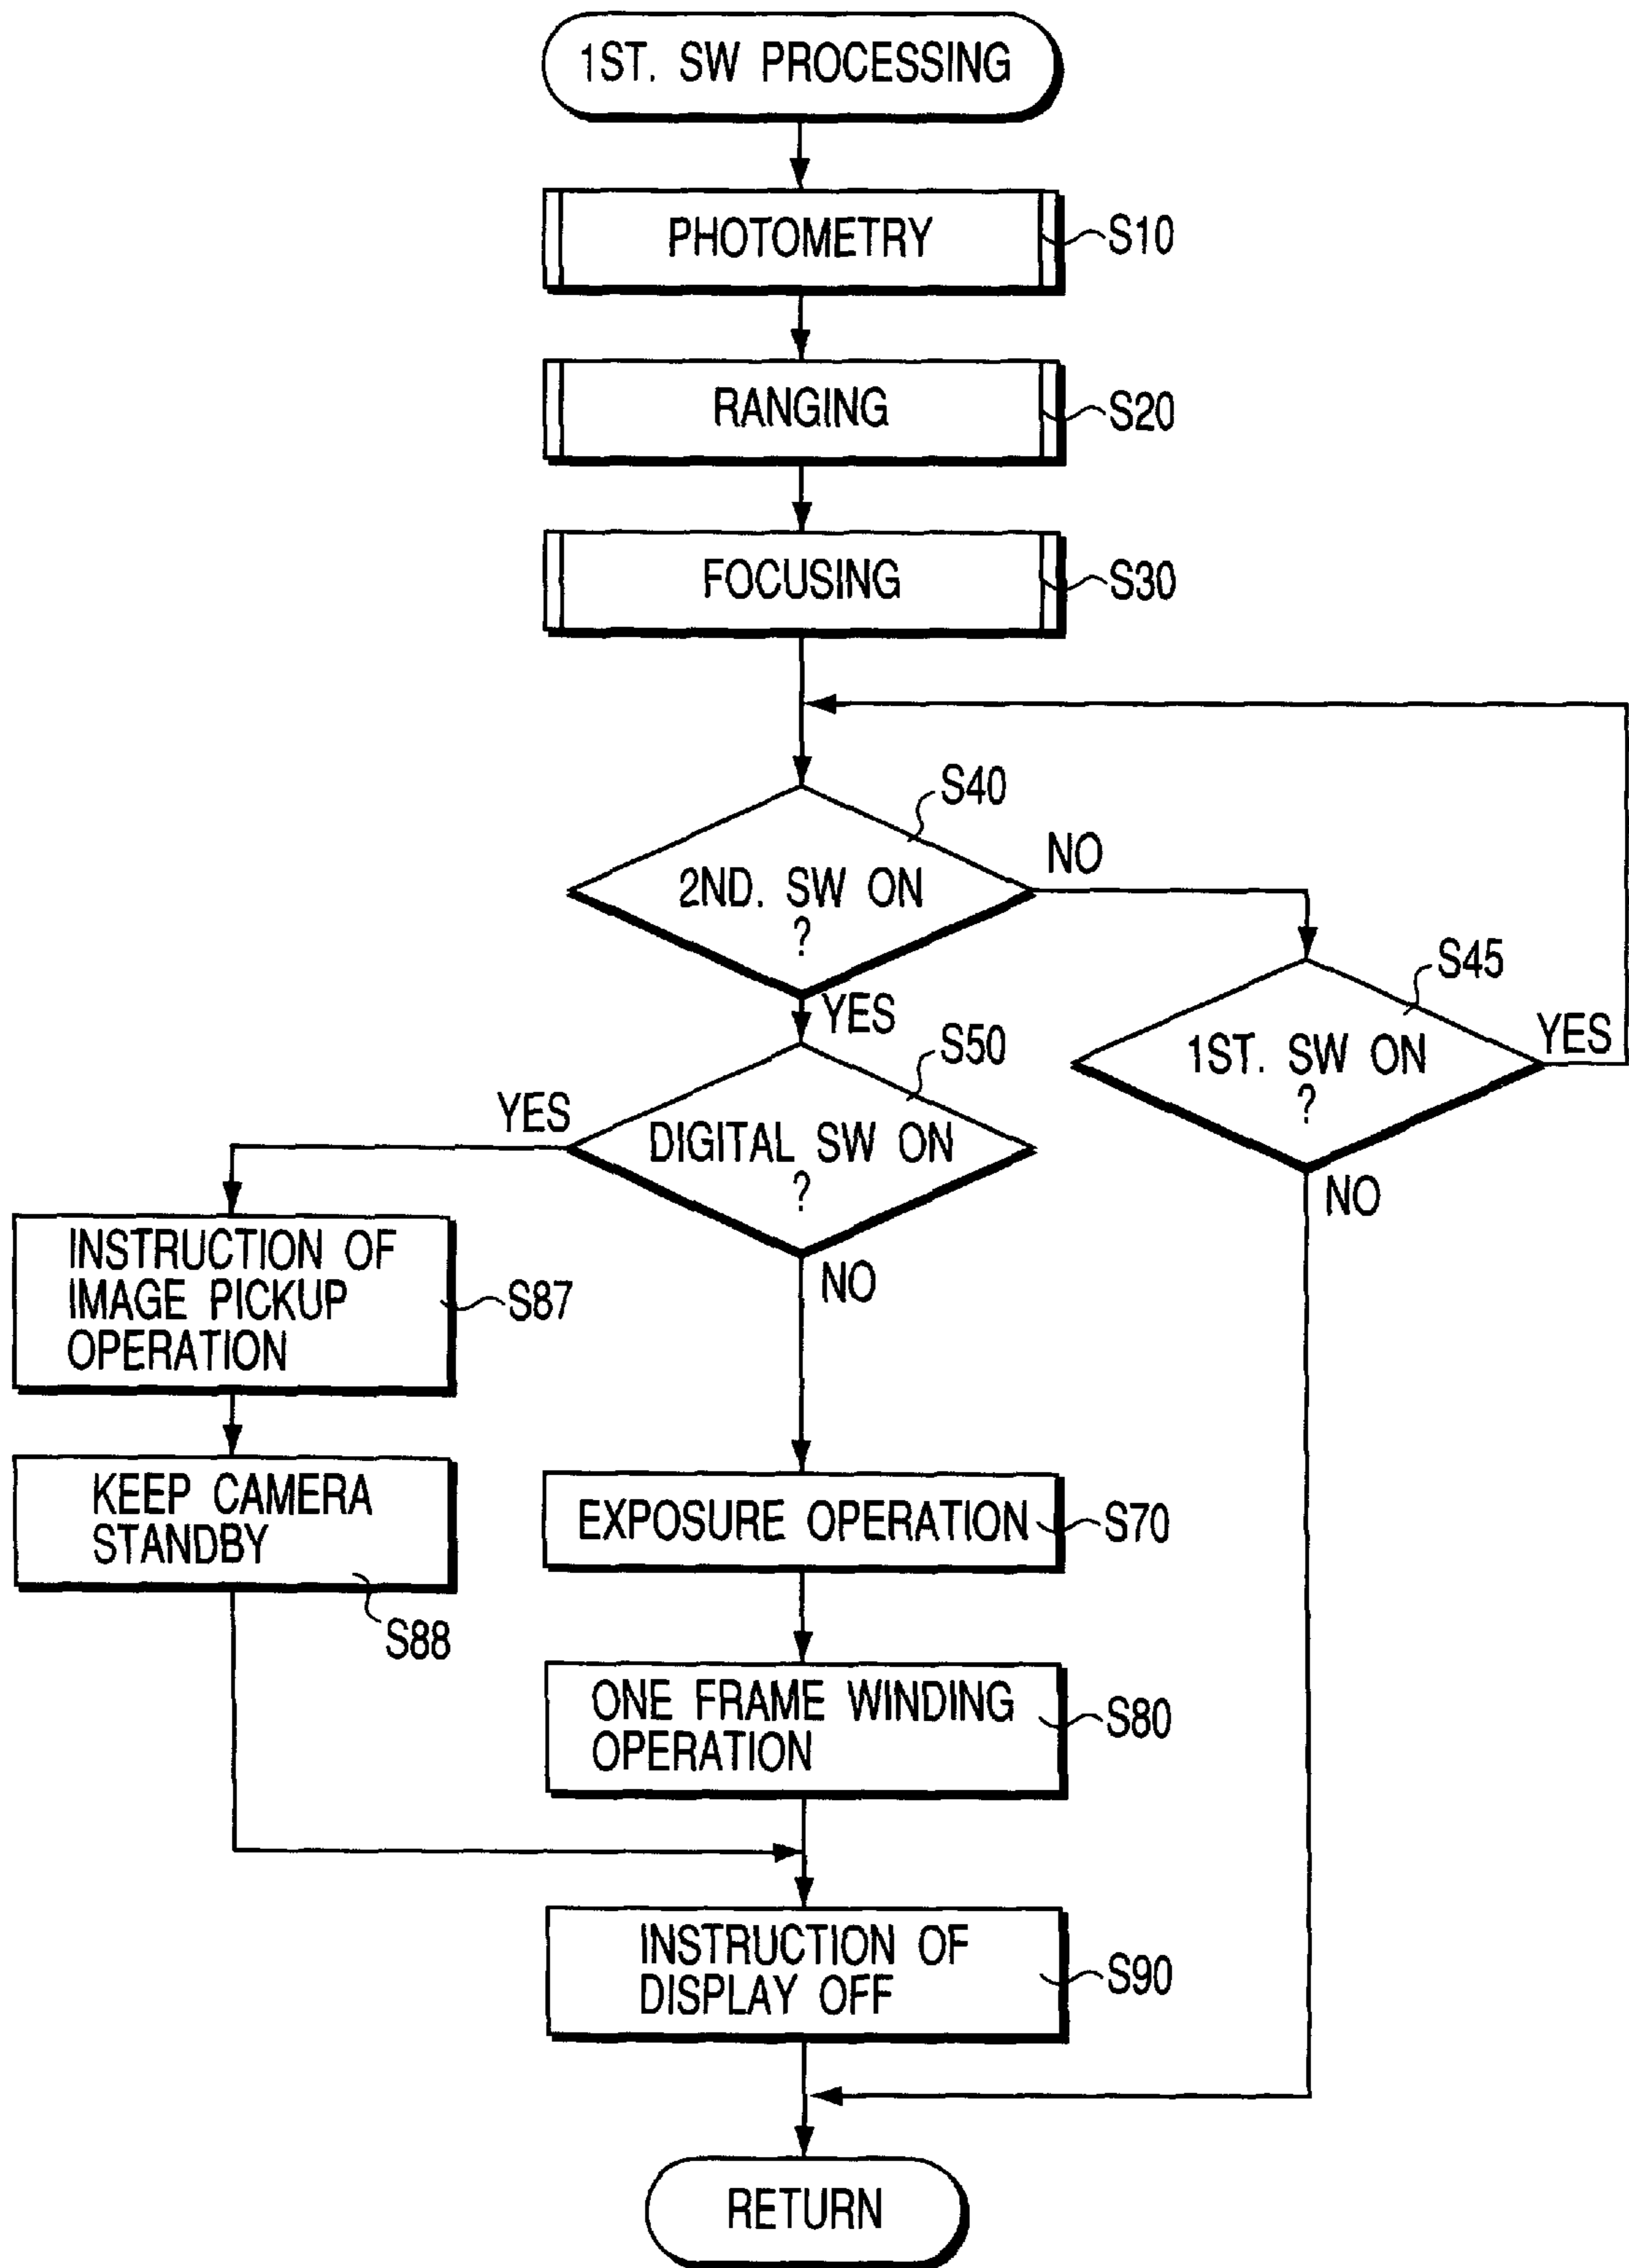 1ST. SW PROCESSING
PHOTOMETRY
S10
RANGING
S20
FOCUSING
S30
S40
2ND. SW ON
?
NO
YES
S45
1ST. SW ON
?
YES
NO
S50
DIGITAL SW ON
?
YES
NO
INSTRUCTION OF
IMAGE PICKUP
OPERATION
S87
KEEP CAMERA
STANDBY
S88
EXPOSURE OPERATION
S70
ONE FRAME WINDING
OPERATION
S80
INSTRUCTION OF
DISPLAY OFF
S90
RETURN